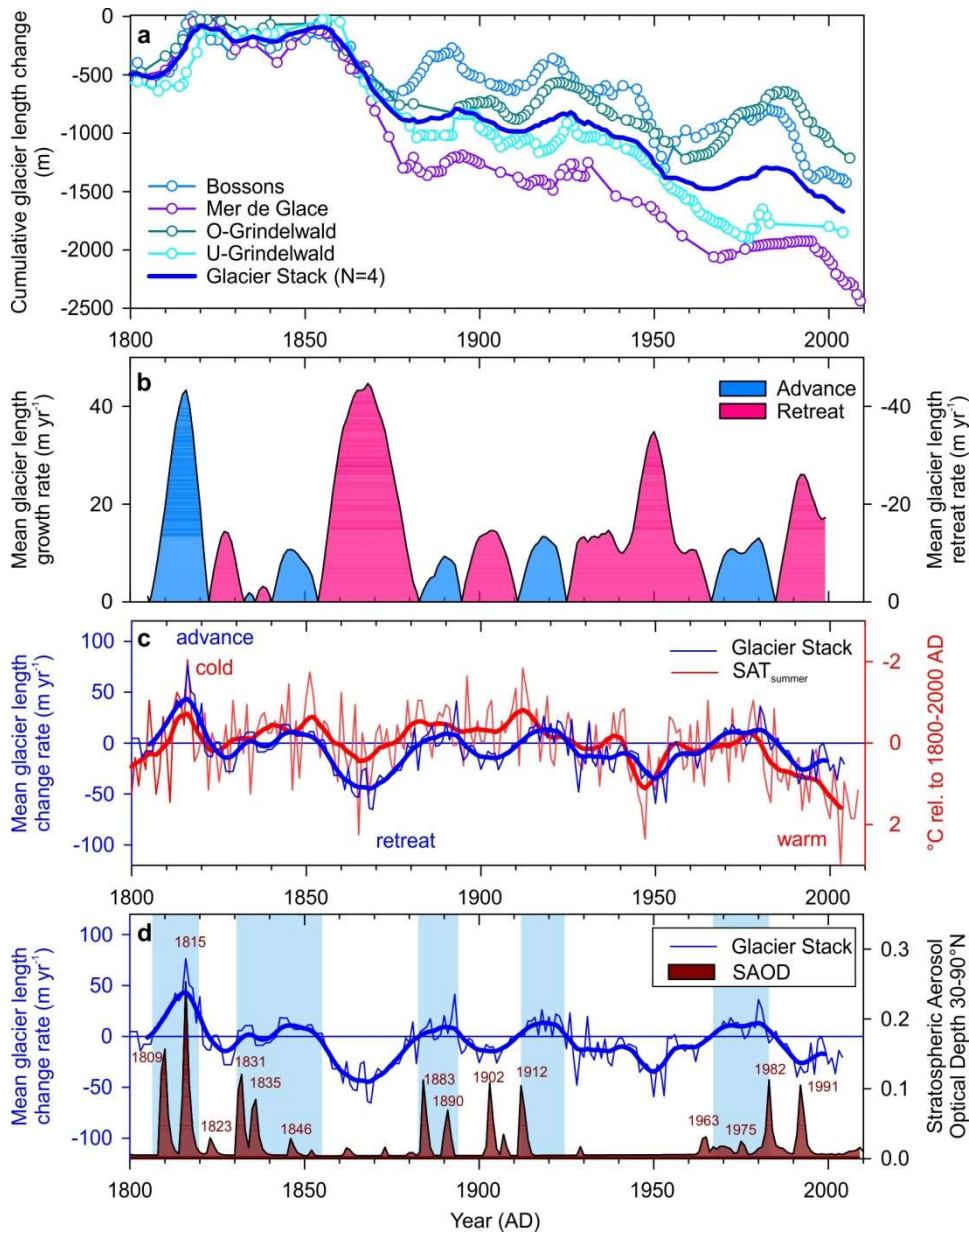 a
Cumulative glacier length change
(m)
0
-500
-1000
-1500
-2000
-2500
Bossons
Mer de Glace
O-Grindelwald
U-Grindelwald
Glacier Stack (N=4)
1800 1850 1900 1950 2000
b
Mean glacier length
growth rate (m yr-1)
40
20
0
Advance
Retreat
-40
-20
0
Mean glacier length
retreat rate (m yr-1)
c
Mean glacier length
change rate (m yr-1)
100
50
0
-50
-100
advance
cold
retreat
warm
Glacier Stack
SATsummer
-2
0
2
°C rel. to 1800-2000 AD
1800 1850 1900 1950 2000
d
Mean glacier length
change rate (m yr-1)
100
50
0
-50
-100
Glacier Stack
SAOD
1809
1815
1823
1831
1835
1846
1883
1890
1902
1912
1963
1975
1982
1991
0.3
0.2
0.1
0.0
Stratospheric Aerosol
Optical Depth 30-90°N
1800 1850 1900 1950 2000
Year (AD)